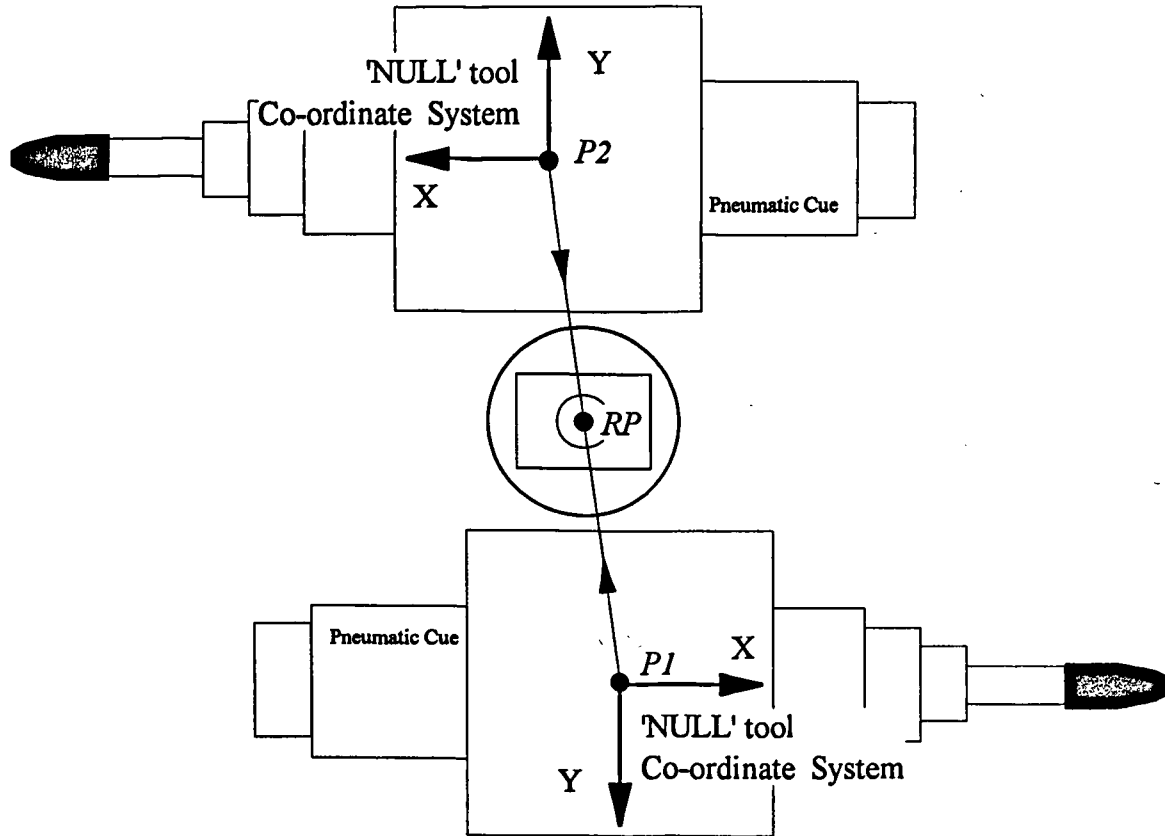 Y
'NULL' tool
Co-ordinate System
P2
X
Pneumatic Cue
RP
Pneumatic Cue
P1
X
'NULL' tool
Co-ordinate System
Y